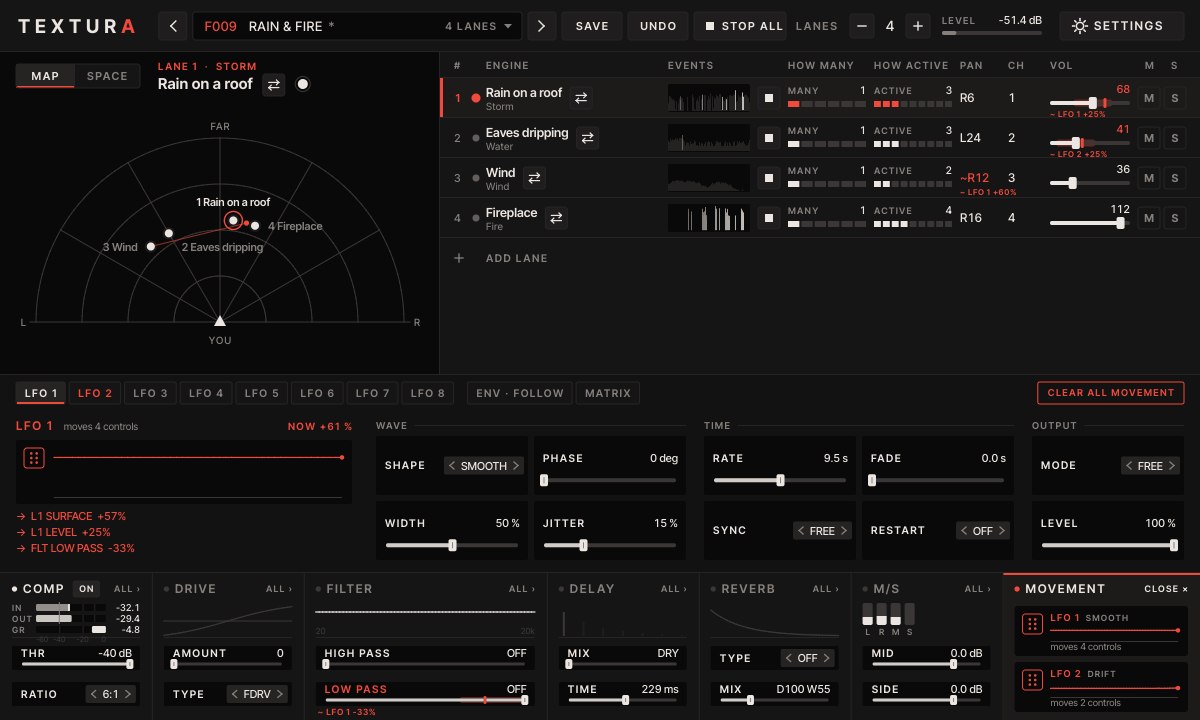 TEXTURA
F009 RAIN & FIRE * 4 LANES
SAVE UNDO STOP ALL LANES 4 LEVEL -51.4 dB SETTINGS
MAP SPACE
LANE 1 · STORM
Rain on a roof
FAR
1 Rain on a roof
4 Fireplace
3 Wind
2 Eaves dripping
L R
YOU
# ENGINE EVENTS HOW MANY HOW ACTIVE PAN CH VOL M S
1 Rain on a roof MANY 1 ACTIVE 3 R6 1 68 M S
Storm ~ LFO 1 +25%
2 Eaves dripping MANY 1 ACTIVE 3 L24 2 41 M S
Water ~ LFO 2 +25%
3 Wind MANY 1 ACTIVE 2 ~R12 3 36 M S
Wind ~ LFO 1 +60%
4 Fireplace MANY 1 ACTIVE 4 R16 4 112 M S
Fire
+ ADD LANE
LFO 1 LFO 2 LFO 3 LFO 4 LFO 5 LFO 6 LFO 7 LFO 8 ENV · FOLLOW MATRIX CLEAR ALL MOVEMENT
LFO 1 moves 4 controls NOW +61 %
→ L1 SURFACE +57%
→ L1 LEVEL +25%
→ FLT LOW PASS -33%
WAVE
SHAPE < SMOOTH >
PHASE 0 deg
WIDTH 50 %
JITTER 15 %
TIME
RATE 9.5 s
FADE 0.0 s
SYNC < FREE >
RESTART < OFF >
OUTPUT
MODE < FREE >
LEVEL 100 %
COMP ON ALL ›
IN -32.1
OUT -29.4
GR -4.8
-60 -40 -20 0
THR -40 dB
RATIO < 6:1 >
DRIVE ALL ›
AMOUNT 0
TYPE < FDRV >
FILTER ALL ›
20 20k
HIGH PASS OFF
LOW PASS OFF
~ LFO 1 -33%
DELAY ALL ›
MIX DRY
TIME 229 ms
REVERB ALL ›
TYPE < OFF >
MIX D100 W55
M/S ALL ›
L R M S
MID 0.0 dB
SIDE 0.0 dB
MOVEMENT CLOSE ×
LFO 1 SMOOTH
moves 4 controls
LFO 2 DRIFT
moves 2 controls